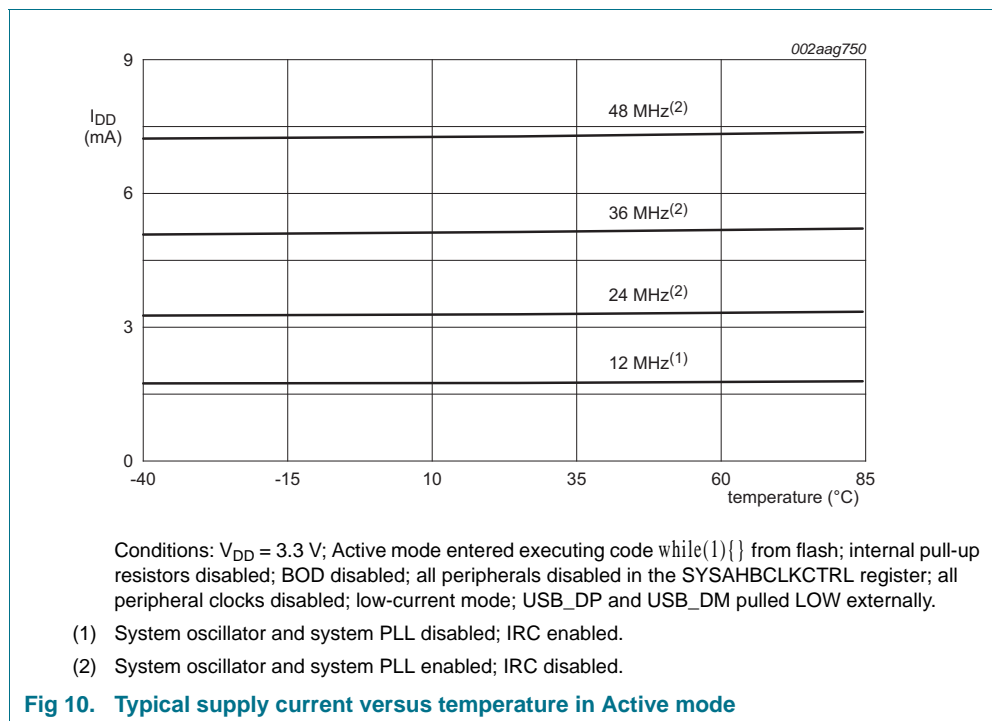 002aag750
9
48 MHz(2)
IDD
(mA)
6
36 MHz(2)
24 MHz(2)
3
12 MHz(1)
0
-40 -15 10 35 60 85
temperature (°C)
Conditions: VDD = 3.3 V; Active mode entered executing code while(1){} from flash; internal pull-up
resistors disabled; BOD disabled; all peripherals disabled in the SYSAHBCLKCTRL register; all
peripheral clocks disabled; low-current mode; USB_DP and USB_DM pulled LOW externally.
(1) System oscillator and system PLL disabled; IRC enabled.
(2) System oscillator and system PLL enabled; IRC disabled.
Fig 10. Typical supply current versus temperature in Active mode